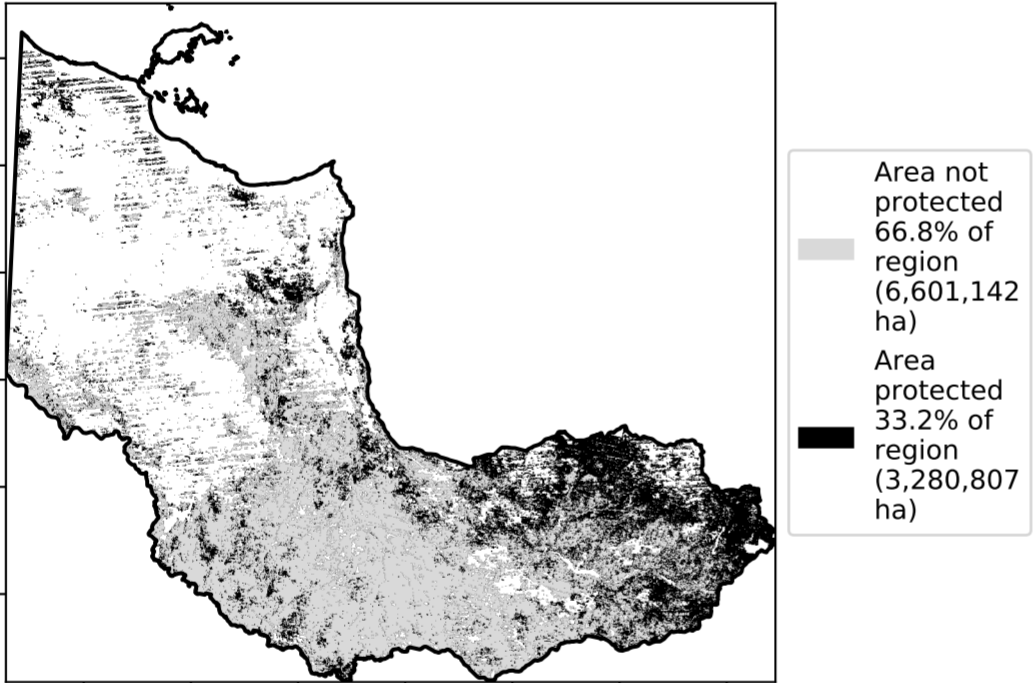 Area not
protected
66.8% of
region
(6,601,142
ha)
Area
protected
33.2% of
region
(3,280,807
ha)